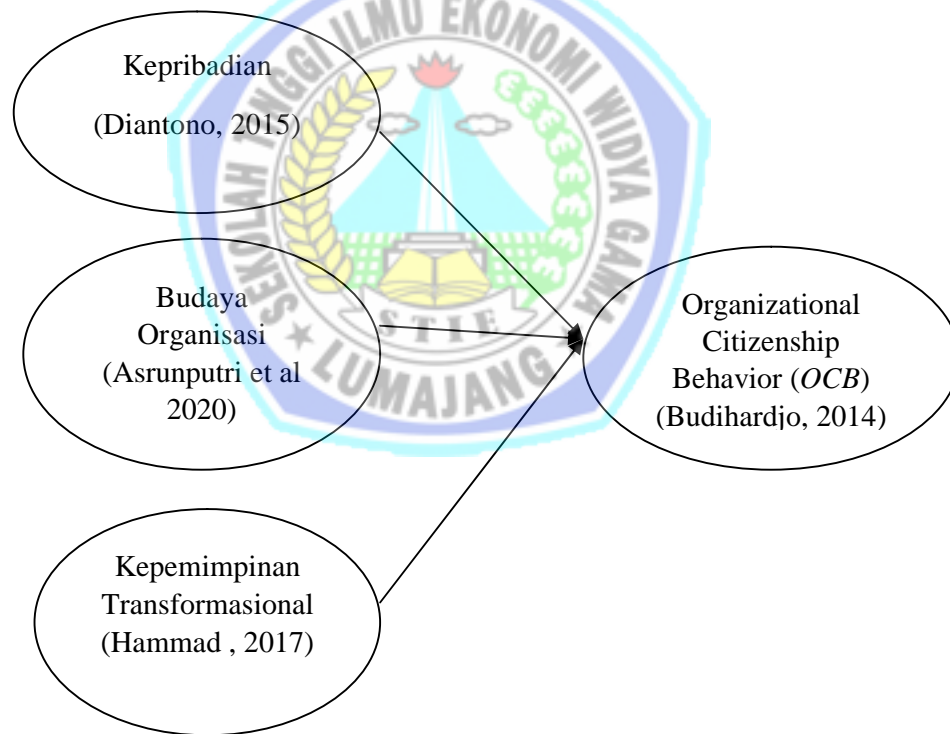 SEKOLAH TINGGI ILMU EKONOMI WIDYA GAMA
Kepribadian
(Diantono, 2015)
Budaya
Organisasi
(Asrunputri et al
2020)
Organizational
Citizenship
Behavior (OCB)
(Budihardjo, 2014)
STIE
LUMAJANG
Kepemimpinan
Transformasional
(Hammad , 2017)